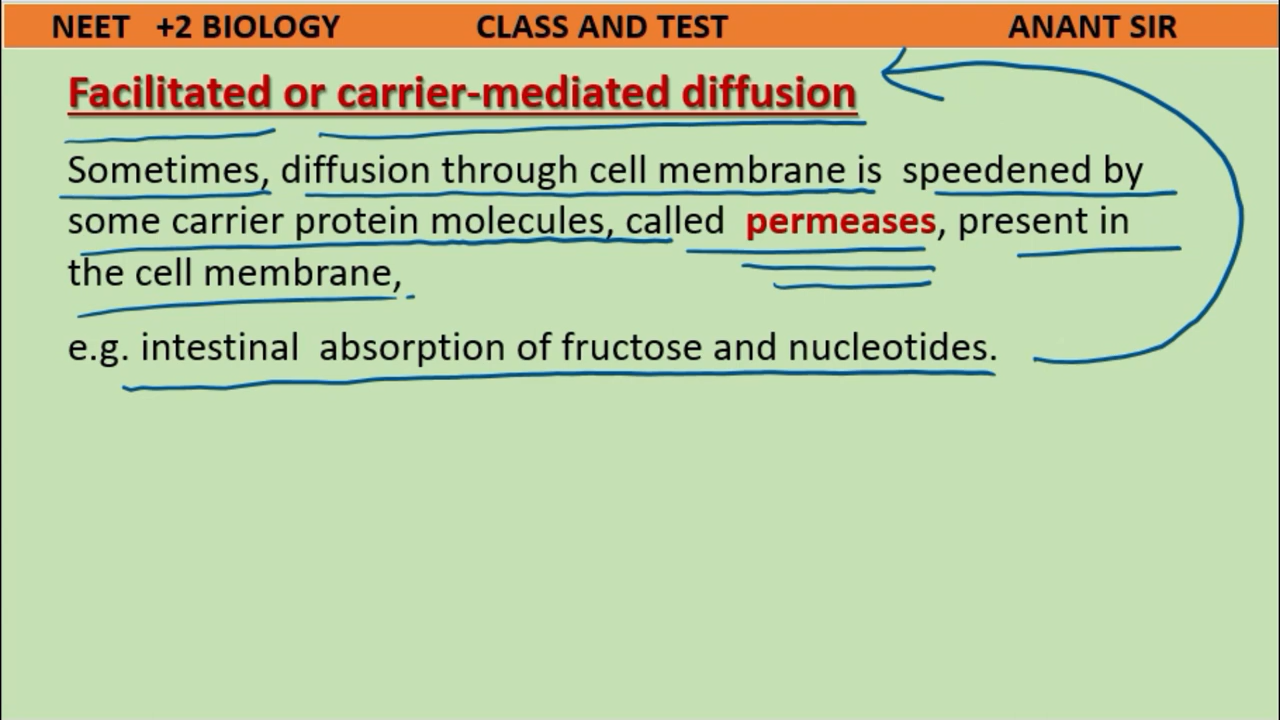 NEET +2 BIOLOGY CLASS AND TEST ANANT SIR
Facilitated or carrier-mediated diffusion
Sometimes, diffusion through cell membrane is speedened by
some carrier protein molecules, called permeases, present in
the cell membrane,
e.g. intestinal absorption of fructose and nucleotides.